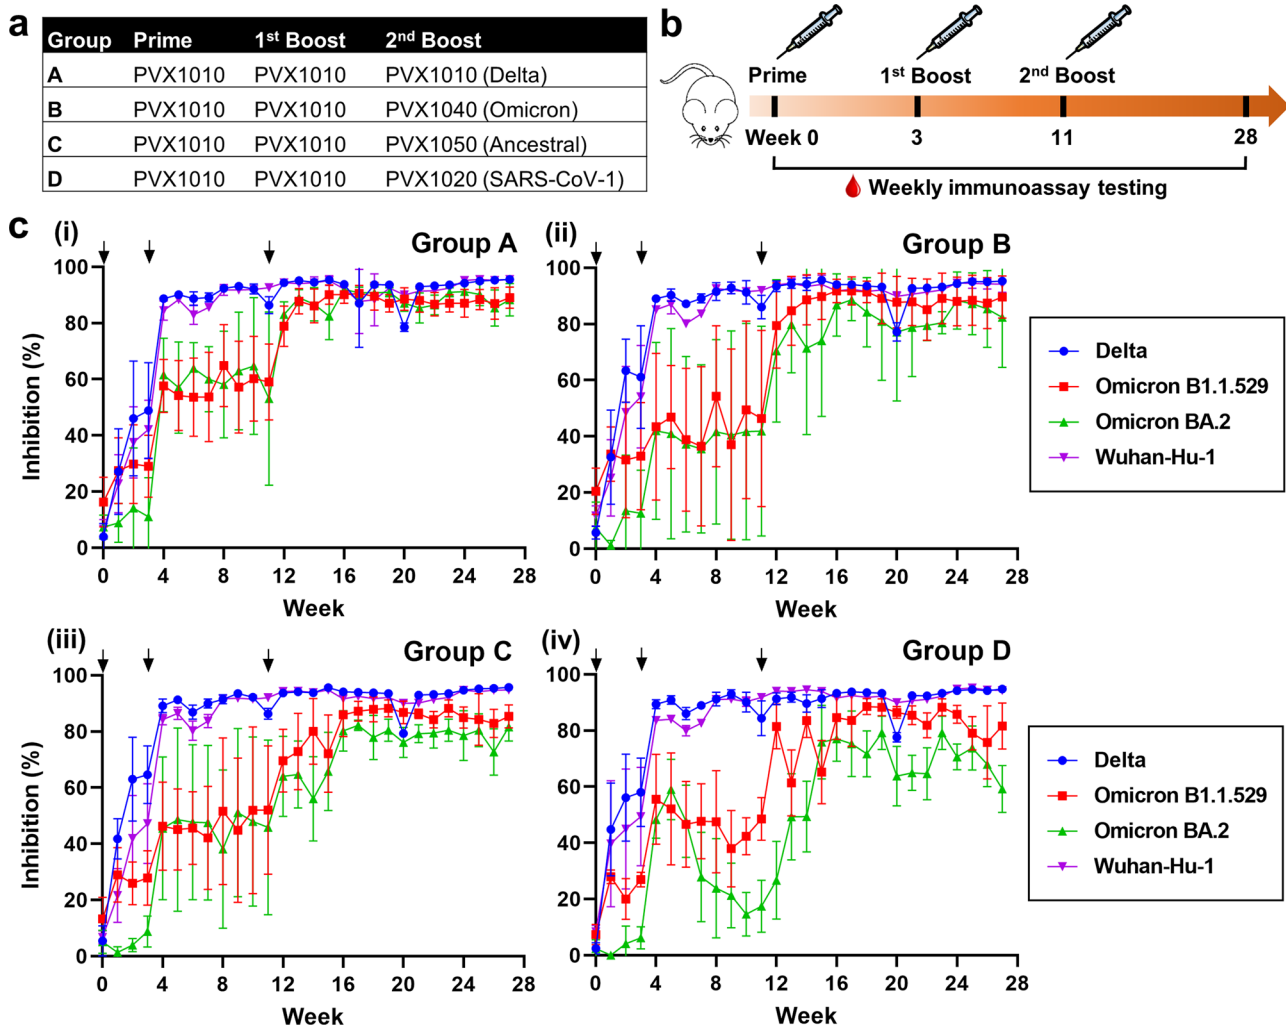 a
Group Prime 1st Boost 2nd Boost
A PVX1010 PVX1010 PVX1010 (Delta)
B PVX1010 PVX1010 PVX1040 (Omicron)
C PVX1010 PVX1010 PVX1050 (Ancestral)
D PVX1010 PVX1010 PVX1020 (SARS-CoV-1)
b
Prime 1st Boost 2nd Boost
Week 0 3 11 28
Weekly immunoassay testing
c
(i) Group A
Inhibition (%)
100
80
60
40
20
0
0 4 8 12 16 20 24 28
Week
(ii) Group B
100
80
60
40
20
0
0 4 8 12 16 20 24 28
Week
Delta
Omicron B1.1.529
Omicron BA.2
Wuhan-Hu-1
(iii) Group C
Inhibition (%)
100
80
60
40
20
0
0 4 8 12 16 20 24 28
Week
(iv) Group D
100
80
60
40
20
0
0 4 8 12 16 20 24 28
Week
Delta
Omicron B1.1.529
Omicron BA.2
Wuhan-Hu-1